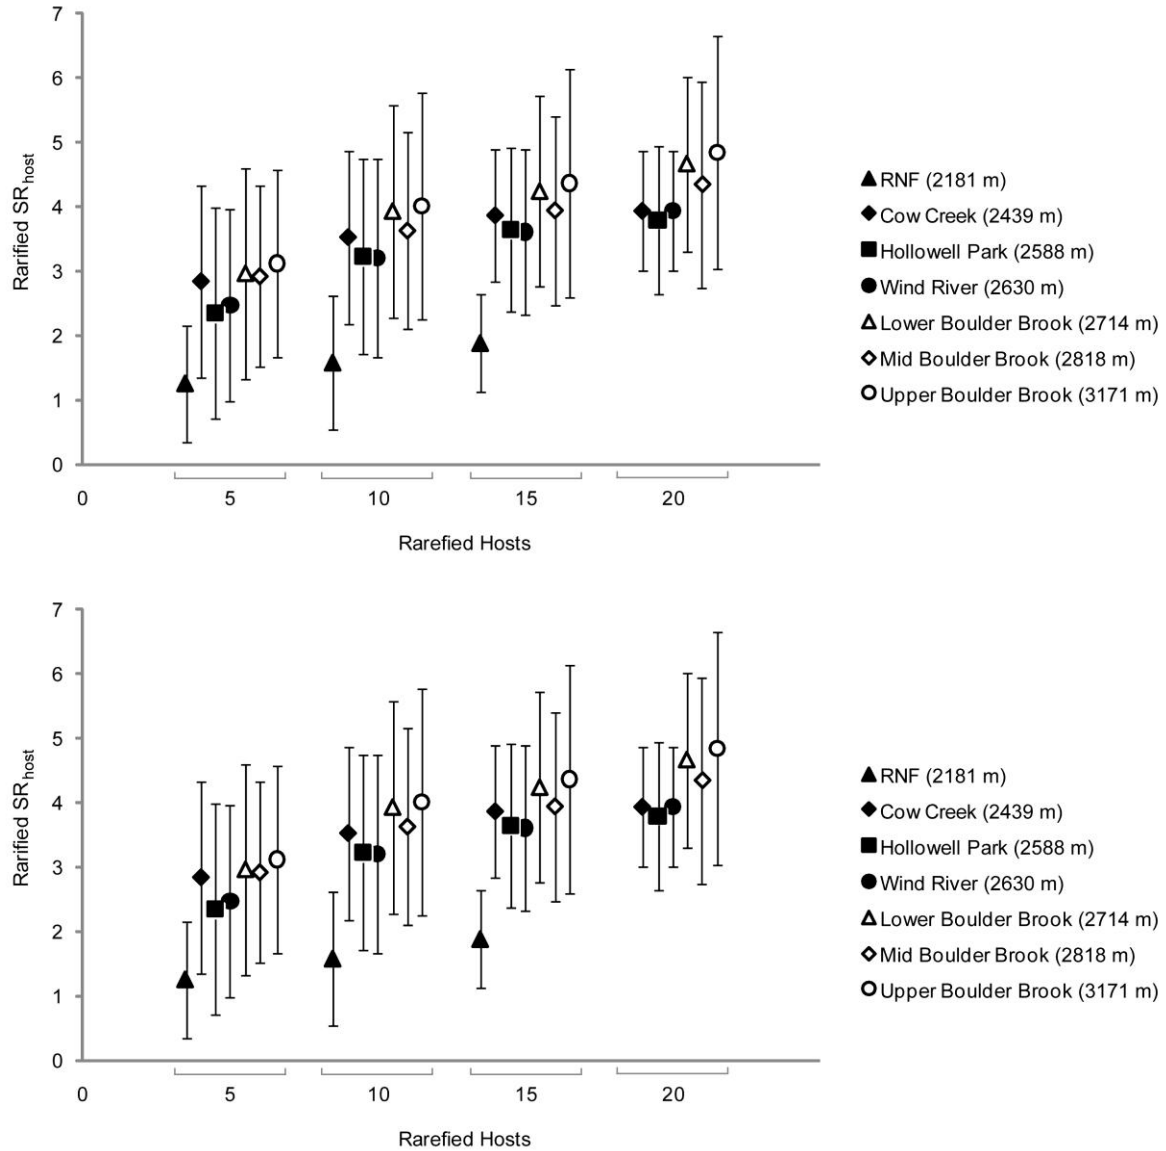 7
6
5
4
3
2
1
0
Rarified SRhost
0 5 10 15 20
Rarefied Hosts
RNF (2181 m)
Cow Creek (2439 m)
Hollowell Park (2588 m)
Wind River (2630 m)
Lower Boulder Brook (2714 m)
Mid Boulder Brook (2818 m)
Upper Boulder Brook (3171 m)
7
6
5
4
3
2
1
0
Rarified SRhost
0 5 10 15 20
Rarefied Hosts
RNF (2181 m)
Cow Creek (2439 m)
Hollowell Park (2588 m)
Wind River (2630 m)
Lower Boulder Brook (2714 m)
Mid Boulder Brook (2818 m)
Upper Boulder Brook (3171 m)